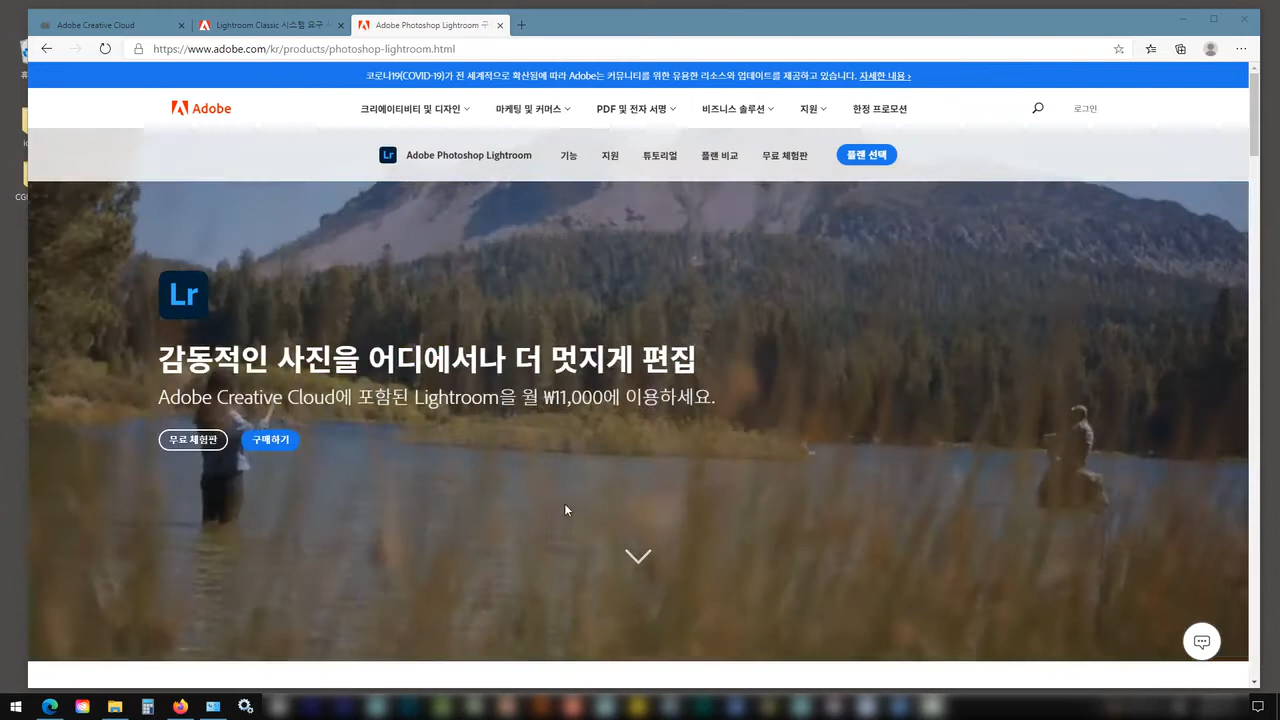 Adobe Creative Cloud
Lightroom Classic 시스템 요구
Adobe Photoshop Lightroom 구
https://www.adobe.com/kr/products/photoshop-lightroom.html
코로나19(COVID-19)가 전 세계적으로 확산됨에 따라 Adobe는 커뮤니티를 위한 유용한 리소스와 업데이트를 제공하고 있습니다. 자세한 내용 >
Adobe 크리에이티비티 및 디자인 마케팅 및 커머스 PDF 및 전자 서명 비즈니스 솔루션 지원 한정 프로모션 로그인
Lr Adobe Photoshop Lightroom 기능 지원 튜토리얼 플랜 비교 무료 체험판 플랜 선택
Lr
감동적인 사진을 어디에서나 더 멋지게 편집
Adobe Creative Cloud에 포함된 Lightroom을 월 ₩11,000에 이용하세요.
무료 체험판 구매하기